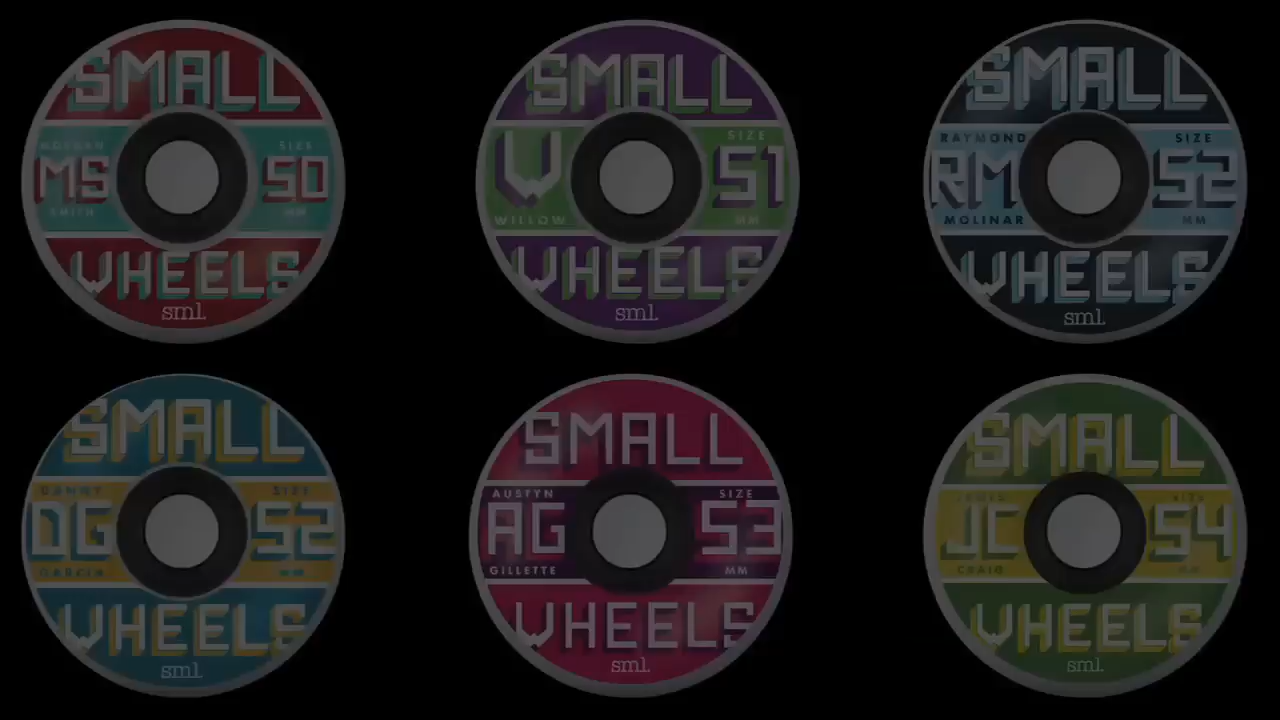 SMALL
MORGAN
SIZE
MS
50
SMITH
MM
WHEELS
sml.
SMALL
SIZE
W
51
WILLOW
MM
WHEELS
sml.
SMALL
RAYMOND
SIZE
RM
52
MOLINAR
MM
WHEELS
sml.
SMALL
DANNY
SIZE
DG
52
GARCIA
MM
WHEELS
sml.
SMALL
AUSTYN
SIZE
AG
53
GILLETTE
MM
WHEELS
sml.
SMALL
JAMES
SIZE
JC
54
CRAIG
MM
WHEELS
sml.